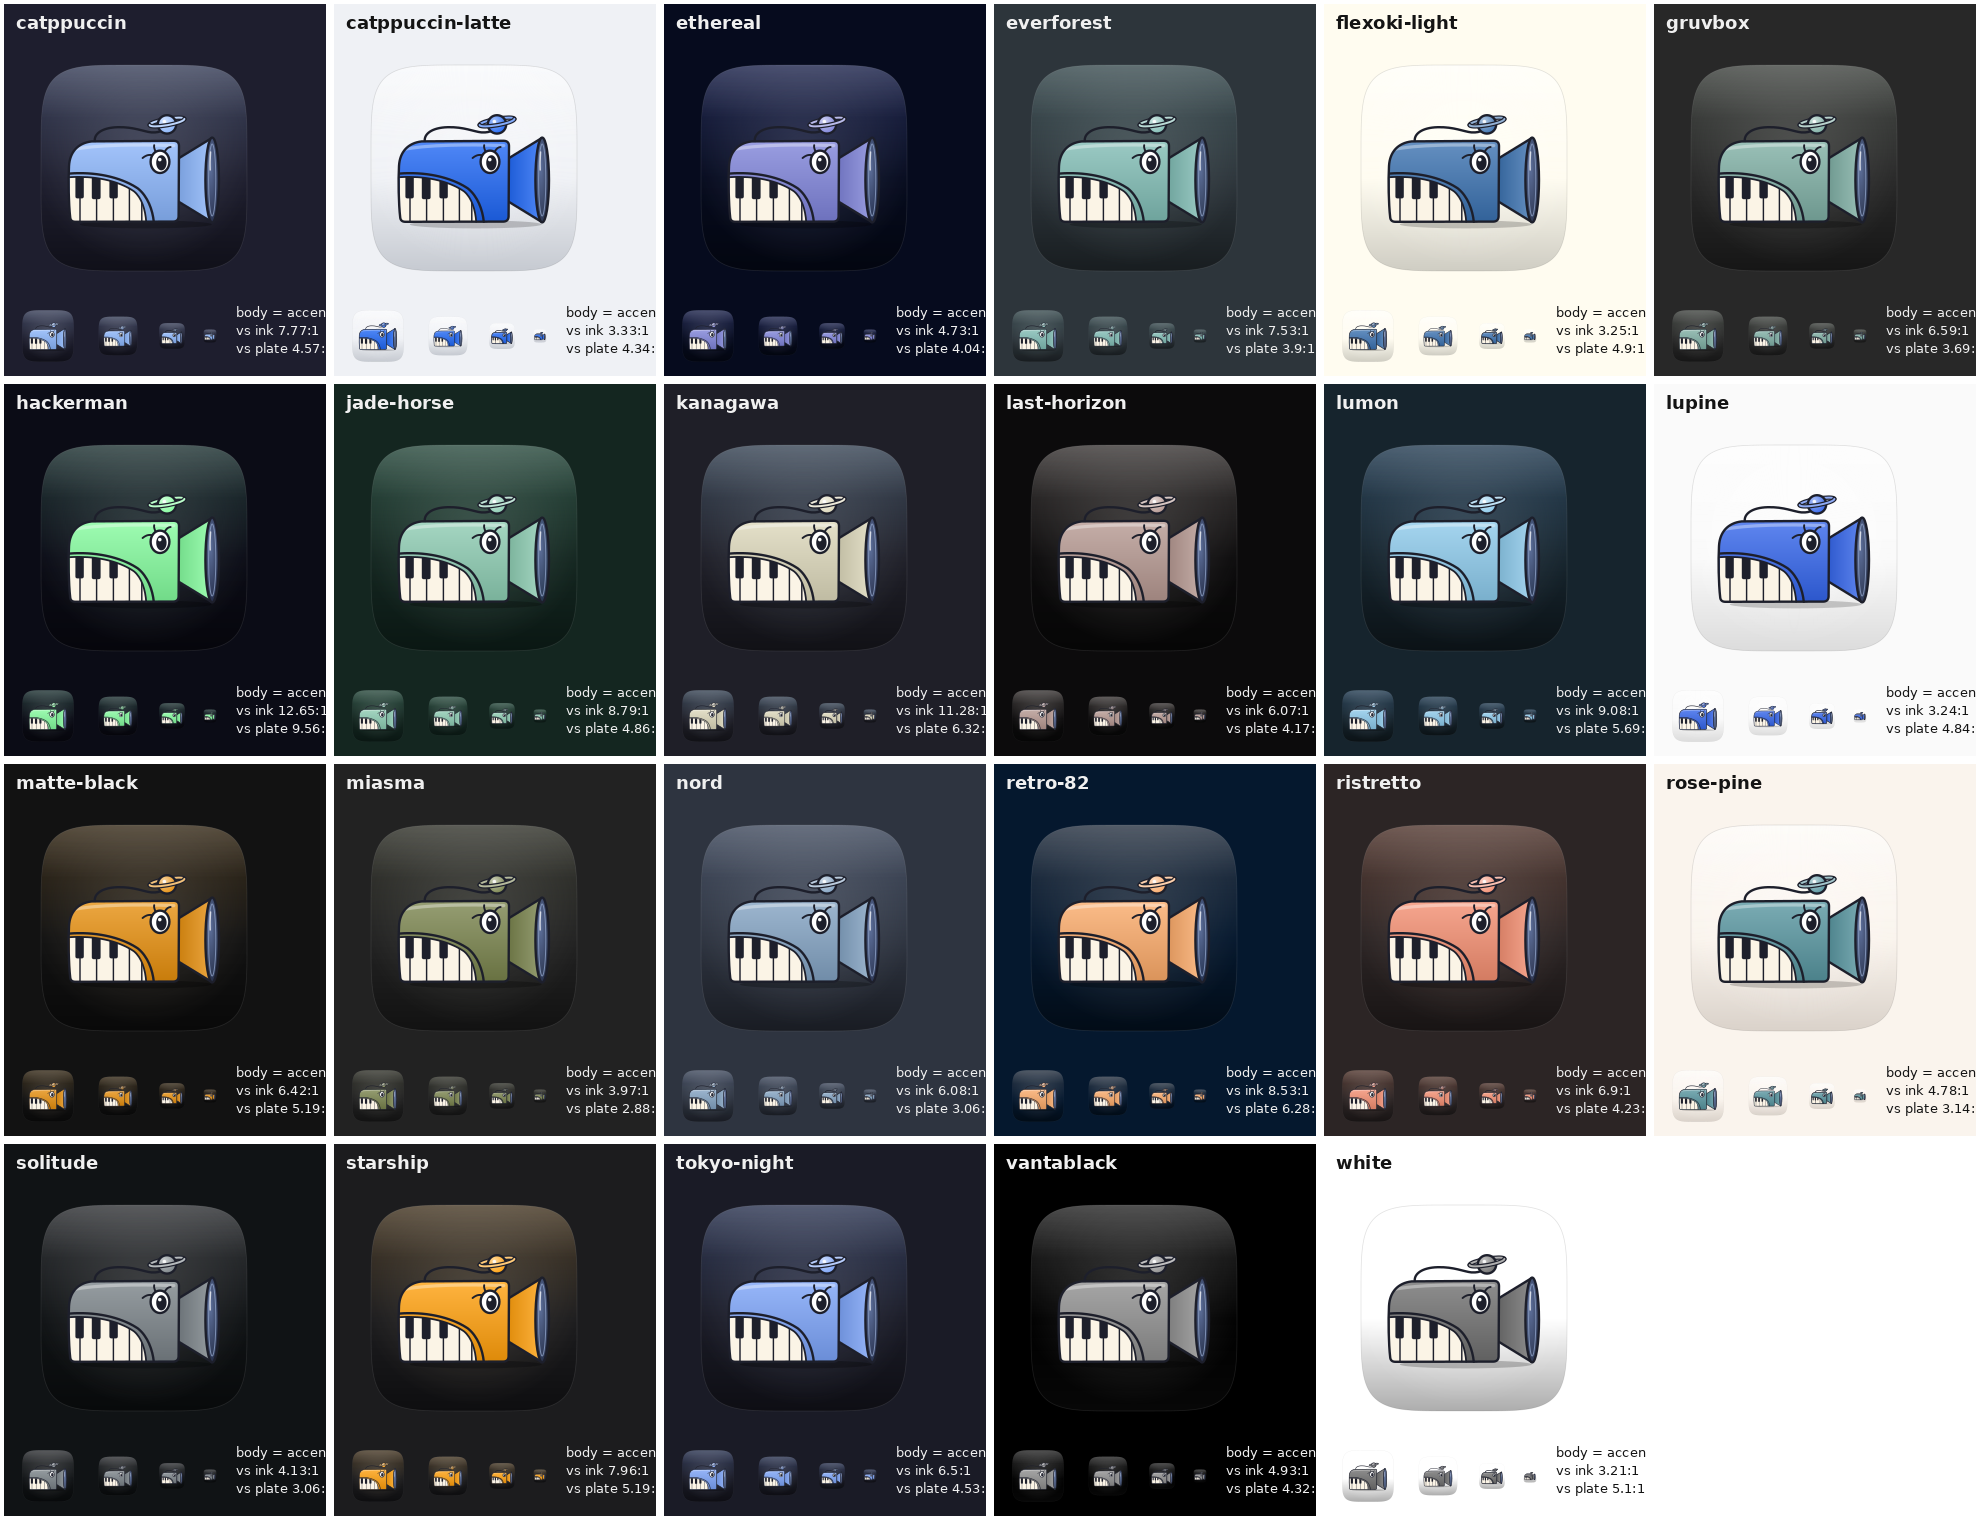 catppuccin
body = accen
vs ink 7.77:1
vs plate 4.57:
catppuccin-latte
body = accen
vs ink 3.33:1
vs plate 4.34:
ethereal
body = accen
vs ink 4.73:1
vs plate 4.04:
everforest
body = accen
vs ink 7.53:1
vs plate 3.9:1
flexoki-light
body = accen
vs ink 3.25:1
vs plate 4.9:1
gruvbox
body = accen
vs ink 6.59:1
vs plate 3.69:
hackerman
body = accen
vs ink 12.65:1
vs plate 9.56:
jade-horse
body = accen
vs ink 8.79:1
vs plate 4.86:
kanagawa
body = accen
vs ink 11.28:1
vs plate 6.32:
last-horizon
body = accen
vs ink 6.07:1
vs plate 4.17:
lumon
body = accen
vs ink 9.08:1
vs plate 5.69:
lupine
body = accen
vs ink 3.24:1
vs plate 4.84:
matte-black
body = accen
vs ink 6.42:1
vs plate 5.19:
miasma
body = accen
vs ink 3.97:1
vs plate 2.88:
nord
body = accen
vs ink 6.08:1
vs plate 3.06:
retro-82
body = accen
vs ink 8.53:1
vs plate 6.28:
ristretto
body = accen
vs ink 6.9:1
vs plate 4.23:
rose-pine
body = accen
vs ink 4.78:1
vs plate 3.14:
solitude
body = accen
vs ink 4.13:1
vs plate 3.06:
starship
body = accen
vs ink 7.96:1
vs plate 5.19:
tokyo-night
body = accen
vs ink 6.5:1
vs plate 4.53:
vantablack
body = accen
vs ink 4.93:1
vs plate 4.32:
white
body = accen
vs ink 3.21:1
vs plate 5.1:1